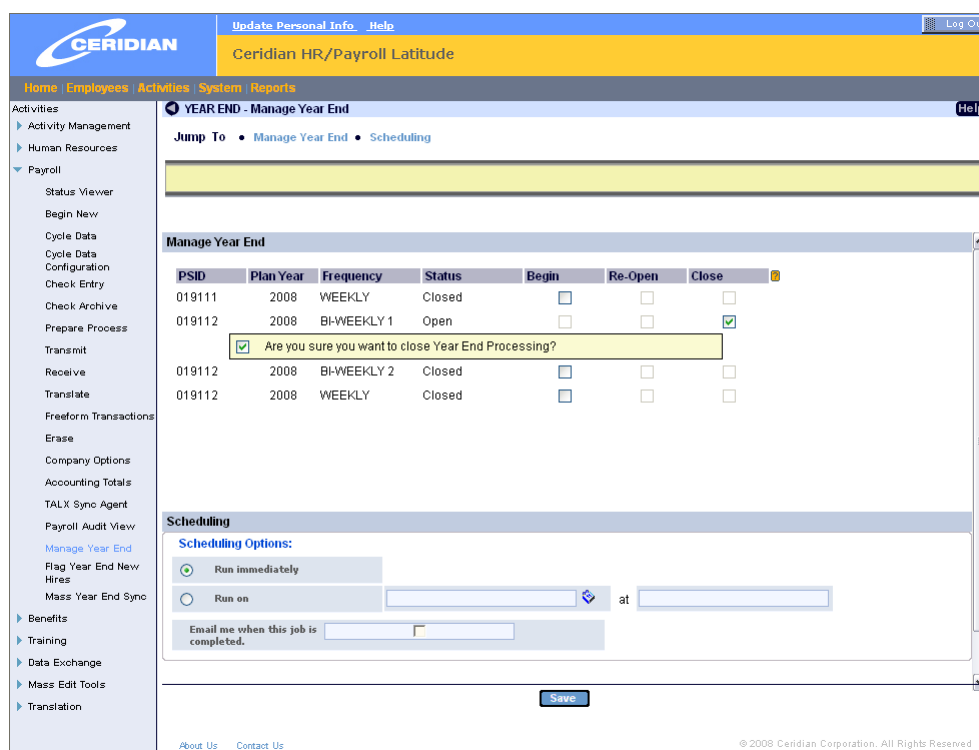 CERIDIAN
Update Personal Info Help
Log Ou
Ceridian HR/Payroll Latitude
Home | Employees | Activities | System | Reports
Activities
Activity Management
Human Resources
Payroll
Status Viewer
Begin New
Cycle Data
Cycle Data
Configuration
Check Entry
Check Archive
Prepare Process
Transmit
Receive
Translate
Freeform Transactions
Erase
Company Options
Accounting Totals
TALX Sync Agent
Payroll Audit View
Manage Year End
Flag Year End New
Hires
Mass Year End Sync
Benefits
Training
Data Exchange
Mass Edit Tools
Translation
YEAR END - Manage Year End
Help
Jump To • Manage Year End • Scheduling
Manage Year End
PSID Plan Year Frequency Status Begin Re-Open Close ?
019111 2008 WEEKLY Closed
019112 2008 BI-WEEKLY 1 Open
Are you sure you want to close Year End Processing?
019112 2008 BI-WEEKLY 2 Closed
019112 2008 WEEKLY Closed
Scheduling
Scheduling Options:
Run immediately
Run on at
Email me when this job is
completed.
Save
About Us Contact Us
© 2008 Ceridian Corporation. All Rights Reserved